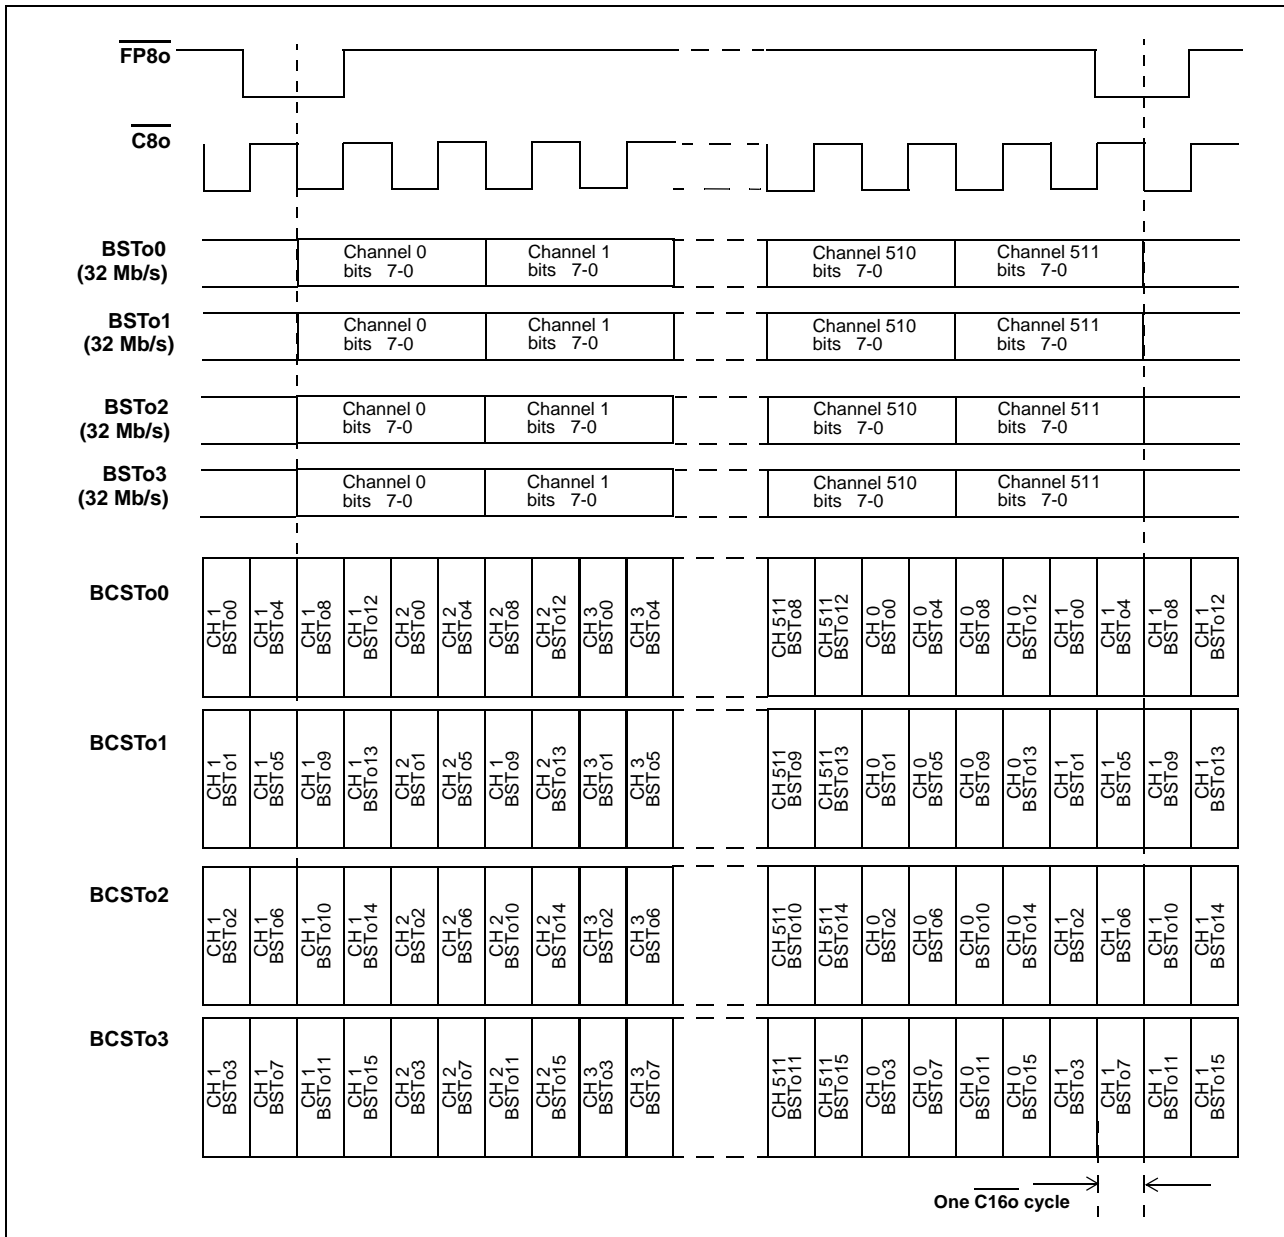 FP8o
C8o
BSTo0
(32 Mb/s)
Channel 0
bits 7-0
Channel 1
bits 7-0
Channel 510
bits 7-0
Channel 511
bits 7-0
BSTo1
(32 Mb/s)
Channel 0
bits 7-0
Channel 1
bits 7-0
Channel 510
bits 7-0
Channel 511
bits 7-0
BSTo2
(32 Mb/s)
Channel 0
bits 7-0
Channel 1
bits 7-0
Channel 510
bits 7-0
Channel 511
bits 7-0
BSTo3
(32 Mb/s)
Channel 0
bits 7-0
Channel 1
bits 7-0
Channel 510
bits 7-0
Channel 511
bits 7-0
BCSTo0
CH 1
BSTo0
CH 1
BSTo4
CH 1
BSTo8
CH 1
BSTo12
CH 2
BSTo0
CH 2
BSTo4
CH 2
BSTo8
CH 2
BSTo12
CH 3
BSTo0
CH 3
BSTo4
CH 511
BSTo8
CH 511
BSTo12
CH 0
BSTo0
CH 0
BSTo4
CH 0
BSTo8
CH 0
BSTo12
CH 1
BSTo0
CH 1
BSTo4
CH 1
BSTo8
CH 1
BSTo12
BCSTo1
CH 1
BSTo1
CH 1
BSTo5
CH 1
BSTo9
CH 1
BSTo13
CH 2
BSTo1
CH 2
BSTo5
CH 1
BSTo9
CH 2
BSTo13
CH 3
BSTo1
CH 3
BSTo5
CH 511
BSTo9
CH 511
BSTo13
CH 0
BSTo1
CH 0
BSTo5
CH 0
BSTo9
CH 0
BSTo13
CH 1
BSTo1
CH 1
BSTo5
CH 1
BSTo9
CH 1
BSTo13
BCSTo2
CH 1
BSTo2
CH 1
BSTo6
CH 1
BSTo10
CH 1
BSTo14
CH 2
BSTo2
CH 2
BSTo6
CH 2
BSTo10
CH 2
BSTo14
CH 3
BSTo2
CH 3
BSTo6
CH 511
BSTo10
CH 511
BSTo14
CH 0
BSTo2
CH 0
BSTo6
CH 0
BSTo10
CH 0
BSTo14
CH 1
BSTo2
CH 1
BSTo6
CH 1
BSTo10
CH 1
BSTo14
BCSTo3
CH 1
BSTo3
CH 1
BSTo7
CH 1
BSTo11
CH 1
BSTo15
CH 2
BSTo3
CH 2
BSTo7
CH 2
BSTo11
CH 2
BSTo15
CH 3
BSTo3
CH 3
BSTo7
CH 511
BSTo11
CH 511
BSTo15
CH 0
BSTo3
CH 0
BSTo7
CH 0
BSTo11
CH 0
BSTo15
CH 1
BSTo3
CH 1
BSTo7
CH 1
BSTo11
CH 1
BSTo15
One C16o cycle